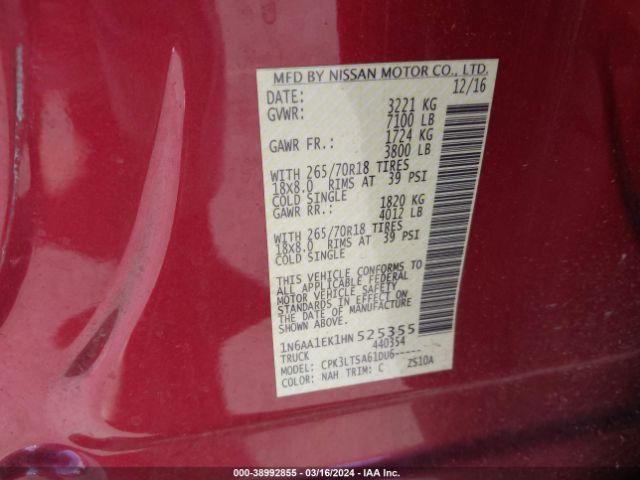 MFD BY NISSAN MOTOR CO., LTD.
DATE: 12/16
GVWR: 3221 KG
7100 LB
GAWR FR.: 1724 KG
3800 LB
WITH 265/70R18 TIRES
18x8.0 RIMS AT 39 PSI
COLD SINGLE
GAWR RR.: 1820 KG
4012 LB
WITH 265/70R18 TIRES
18x8.0 RIMS AT 39 PSI
COLD SINGLE
THIS VEHICLE CONFORMS TO
ALL APPLICABLE FEDERAL
MOTOR VEHICLE SAFETY
STANDARDS IN EFFECT ON
THE DATE OF MANUFACTURE
SHOWN ABOVE.
1N6AA1EK1HN525355
TRUCK 440354
MODEL: CPK3LTSA61DU6-----
COLOR: NAH TRIM: C ZS10A
000-38992855 - 03/16/2024 - IAA Inc.